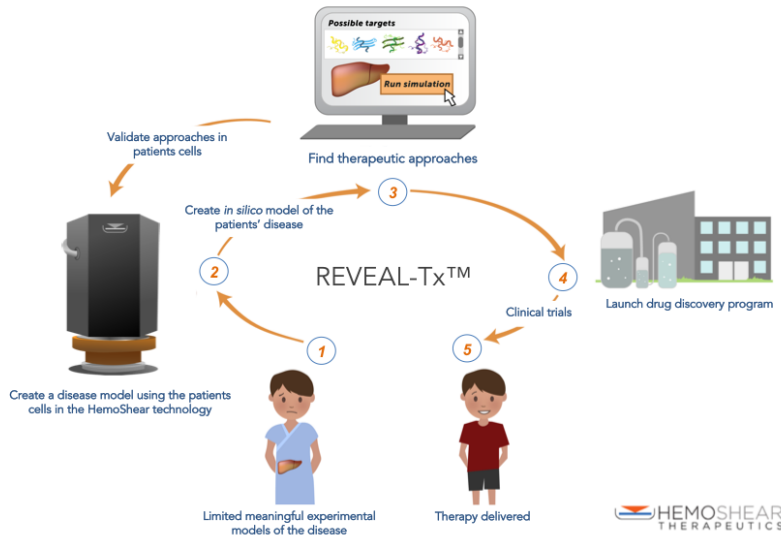 Possible targets
Run simulation
Validate approaches in
patients cells
Find therapeutic approaches
3
Create in silico model of the
patients' disease
2
REVEAL-Tx™
4
Launch drug discovery program
Clinical trials
1
5
Create a disease model using the patients
cells in the HemoShear technology
Limited meaningful experimental
models of the disease
Therapy delivered
HEMOSHEAR
THERAPEUTICS